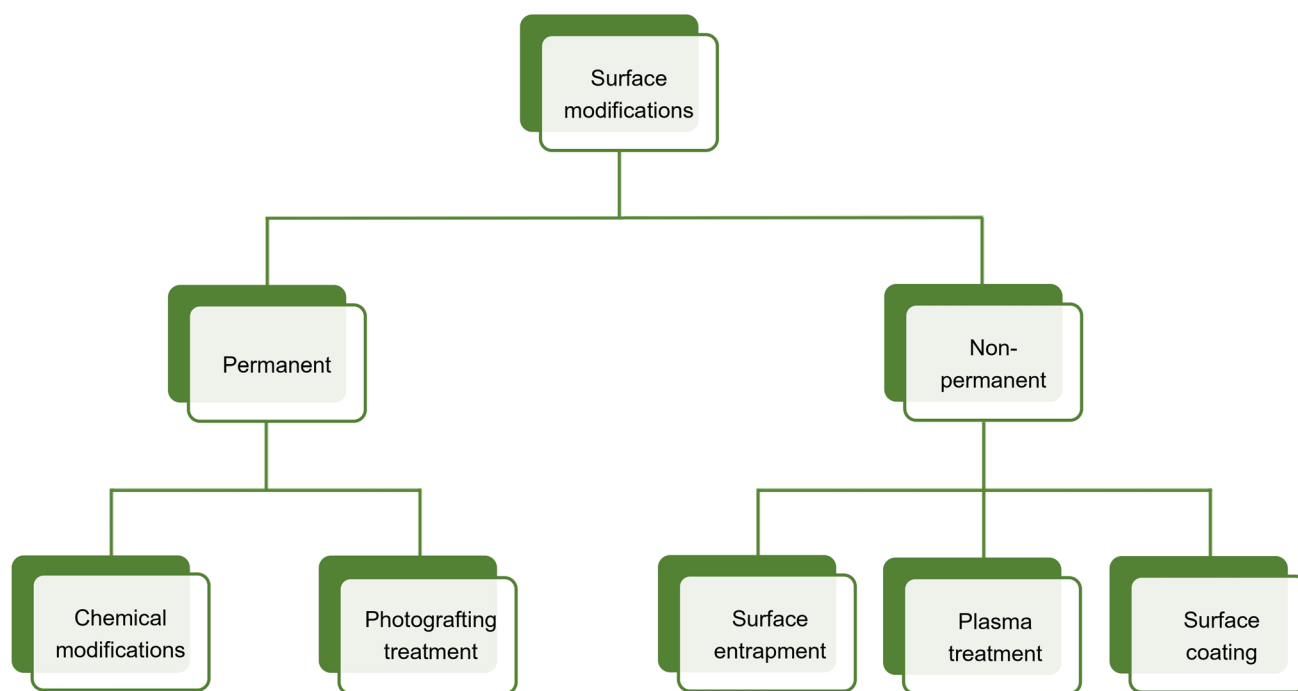 Surface
modifications
Permanent
Non-
permanent
Chemical
modifications
Photografting
treatment
Surface
entrapment
Plasma
treatment
Surface
coating